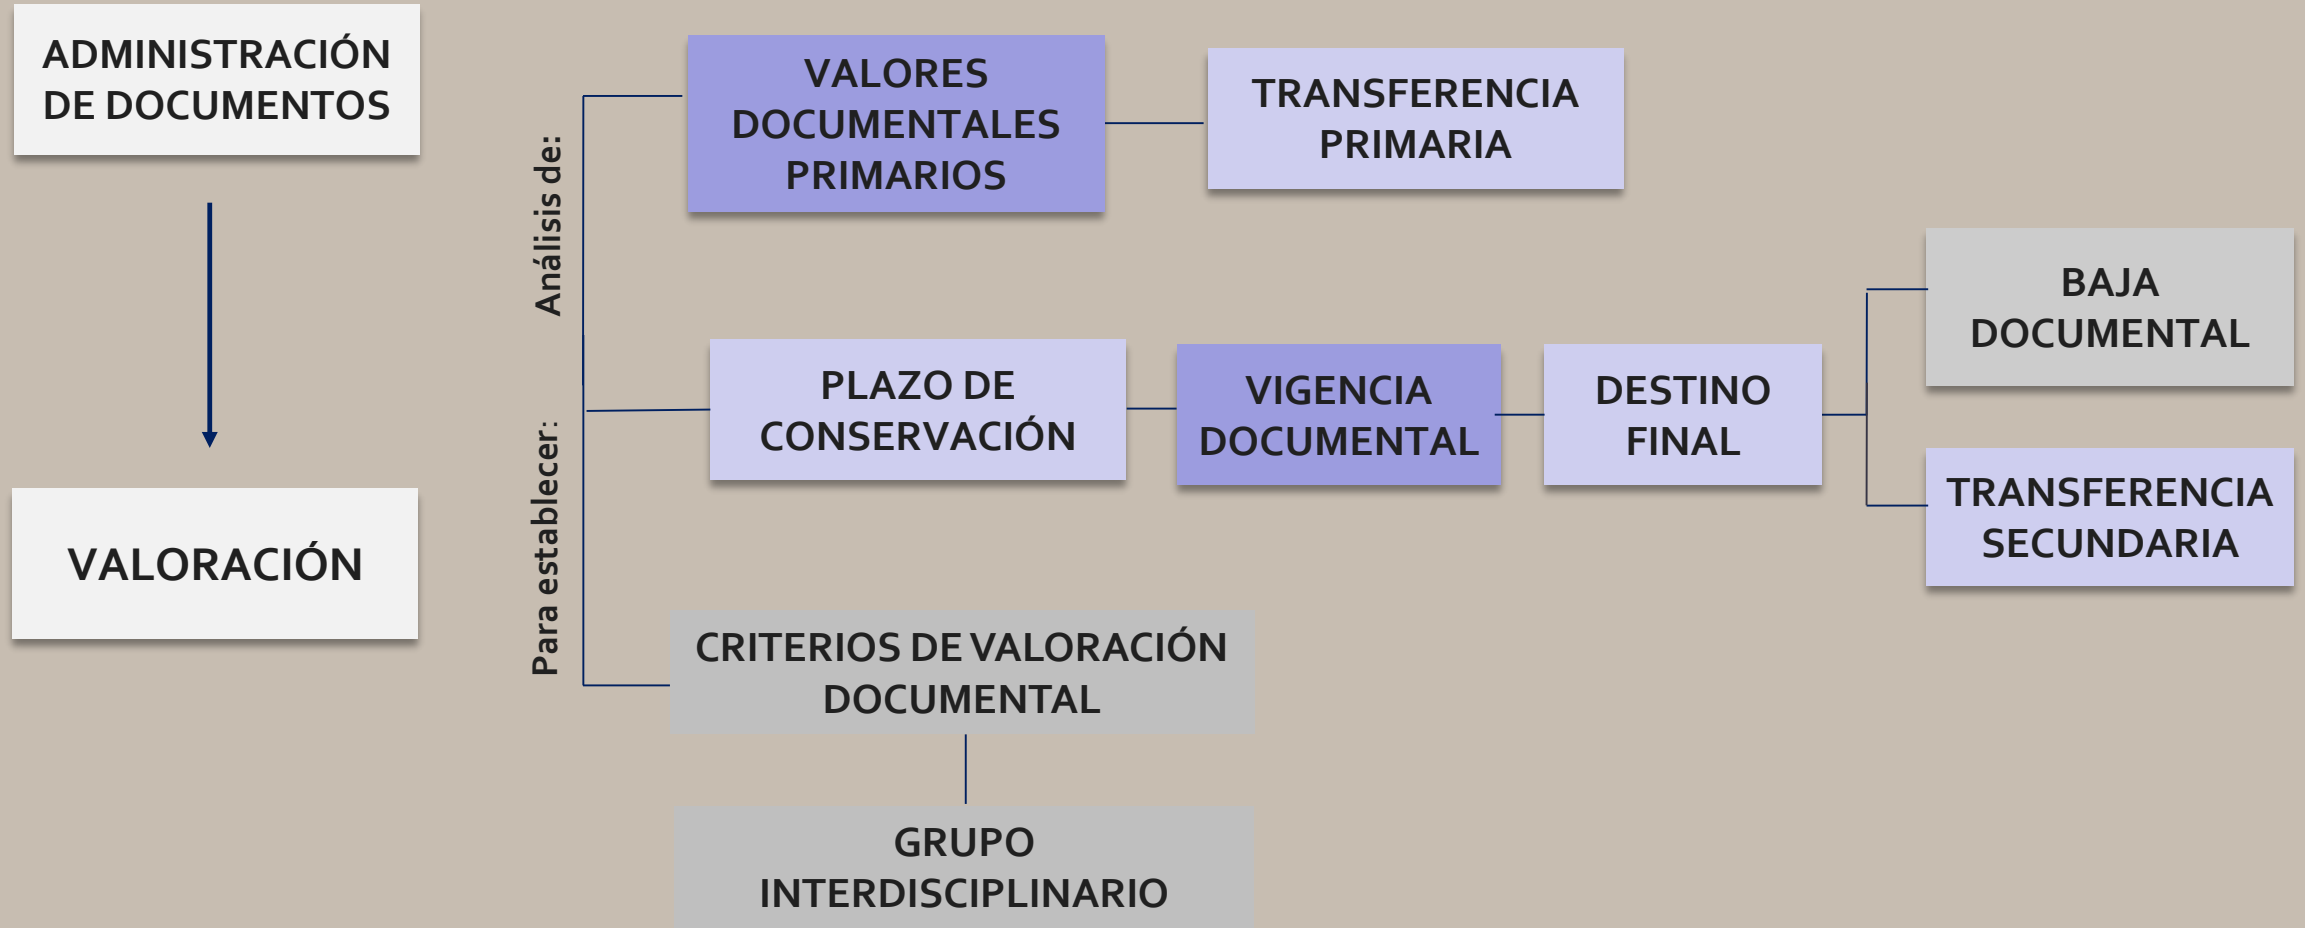 ADMINISTRACIÓN
DE DOCUMENTOS
VALORACIÓN
Análisis de:
Para establecer:
VALORES
DOCUMENTALES
PRIMARIOS
TRANSFERENCIA
PRIMARIA
PLAZO DE
CONSERVACIÓN
VIGENCIA
DOCUMENTAL
DESTINO
FINAL
BAJA
DOCUMENTAL
TRANSFERENCIA
SECUNDARIA
CRITERIOS DE VALORACIÓN
DOCUMENTAL
GRUPO
INTERDISCIPLINARIO